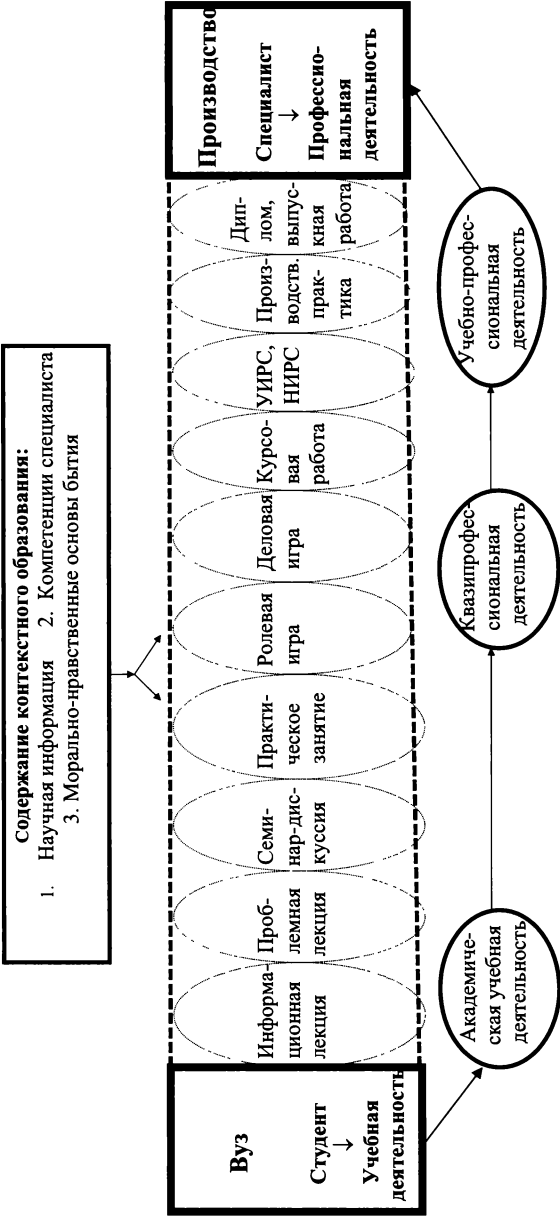 Содержание контекстного образования:
1. Научная информация 2. Компетенции специалиста
3. Морально-нравственные основы бытия
Вуз
Студент
↓
Учебная
деятельность
Информа-
ционная
лекция
Проб-
лемная
лекция
Семи-
нар-дис-
куссия
Практи-
ческое
занятие
Ролевая
игра
Деловая
игра
Курсо-
вая
работа
УИРС,
НИРС
Произ-
водств.
прак-
тика
Дип-
лом,
выпус-
кная
работа
Производство
Специалист
↓
Профессио-
нальная
деятельность
Академиче-
ская учебная
деятельность
Квазипрофес-
сиональная
деятельность
Учебно-профес-
сиональная
деятельность